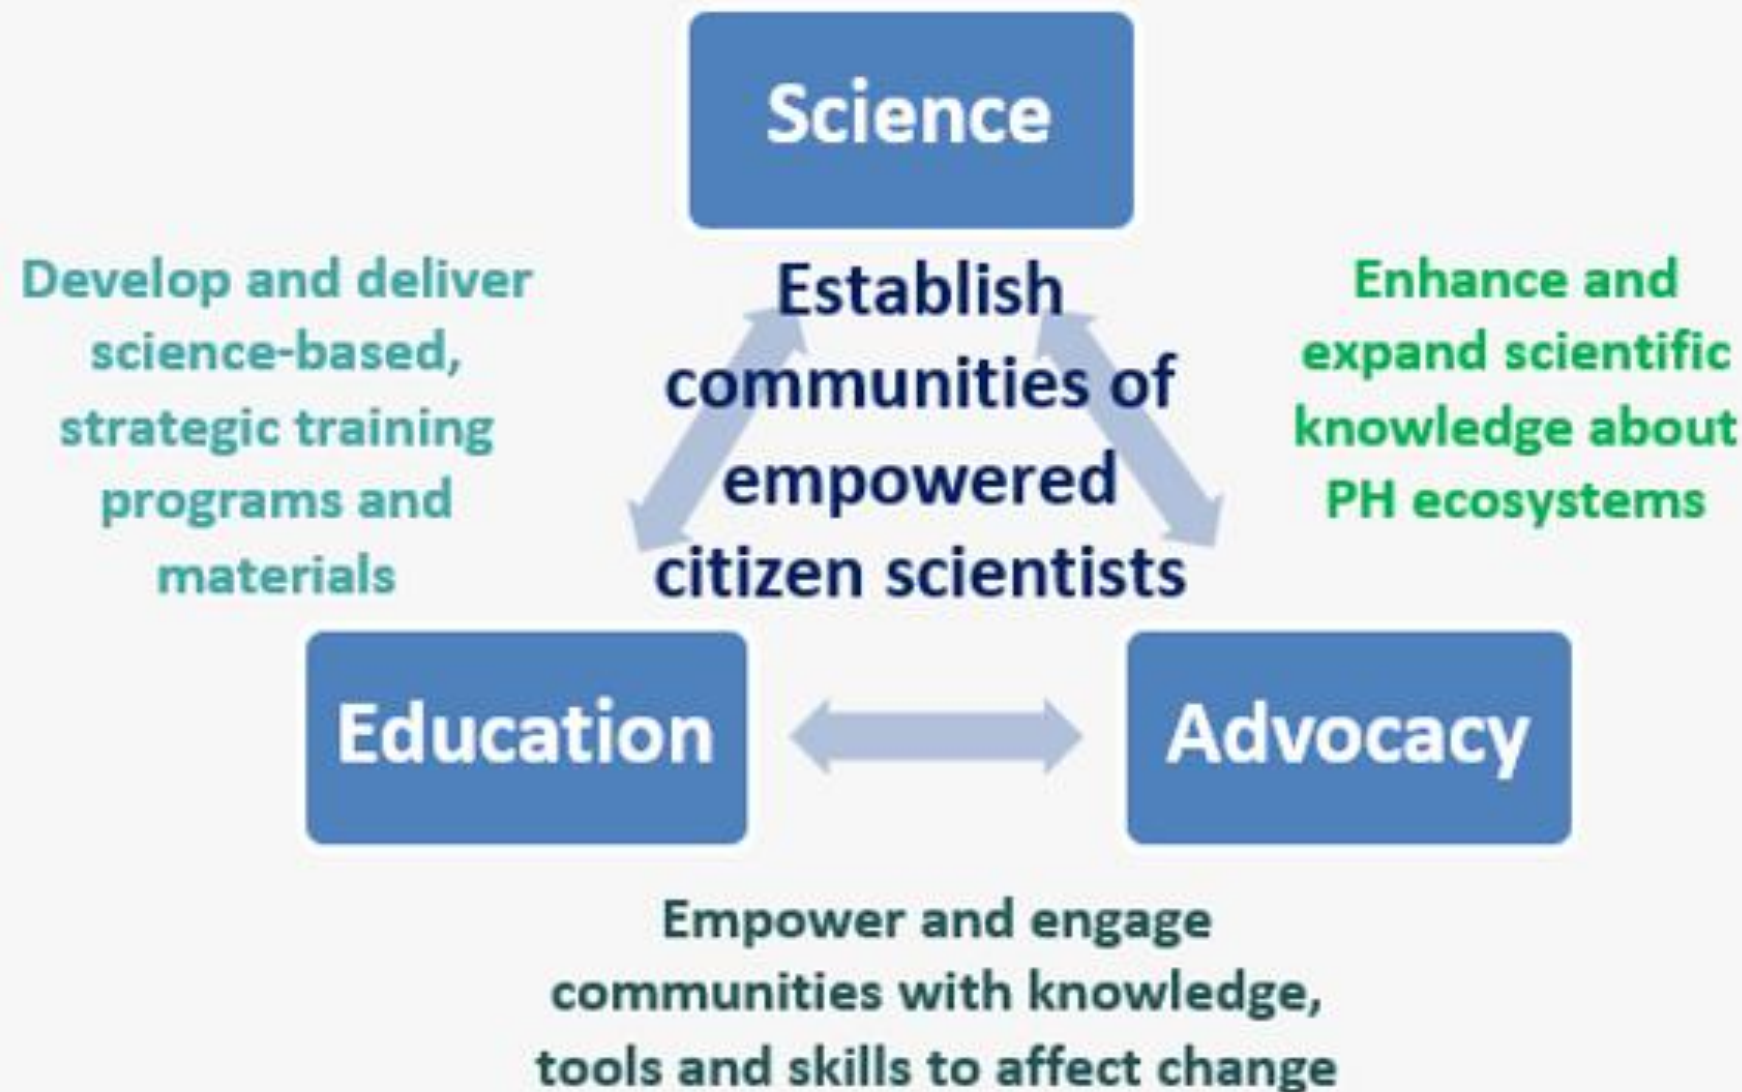 Science
Develop and deliver
science-based,
strategic training
programs and
materials
Establish
communities of
empowered
citizen scientists
Enhance and
expand scientific
knowledge about
PH ecosystems
Education
Advocacy
Empower and engage
communities with knowledge,
tools and skills to affect change